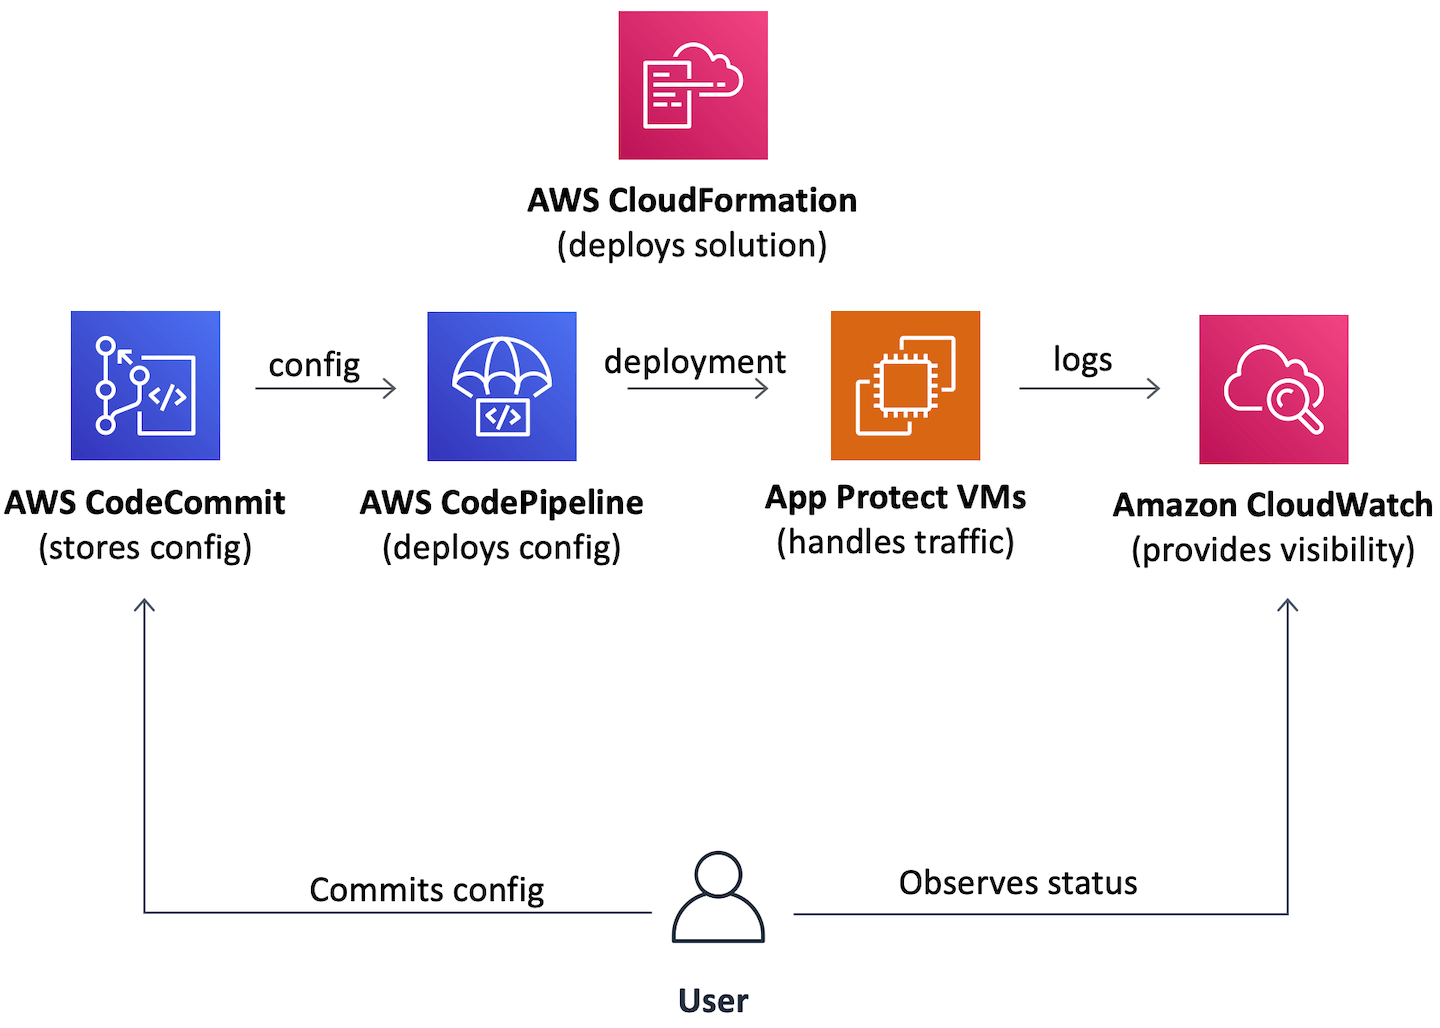 AWS CloudFormation
(deploys solution)
config
deployment
logs
</>
</>
AWS CodeCommit
(stores config)
AWS CodePipeline
(deploys config)
App Protect VMs
(handles traffic)
Amazon CloudWatch
(provides visibility)
Commits config
Observes status
User